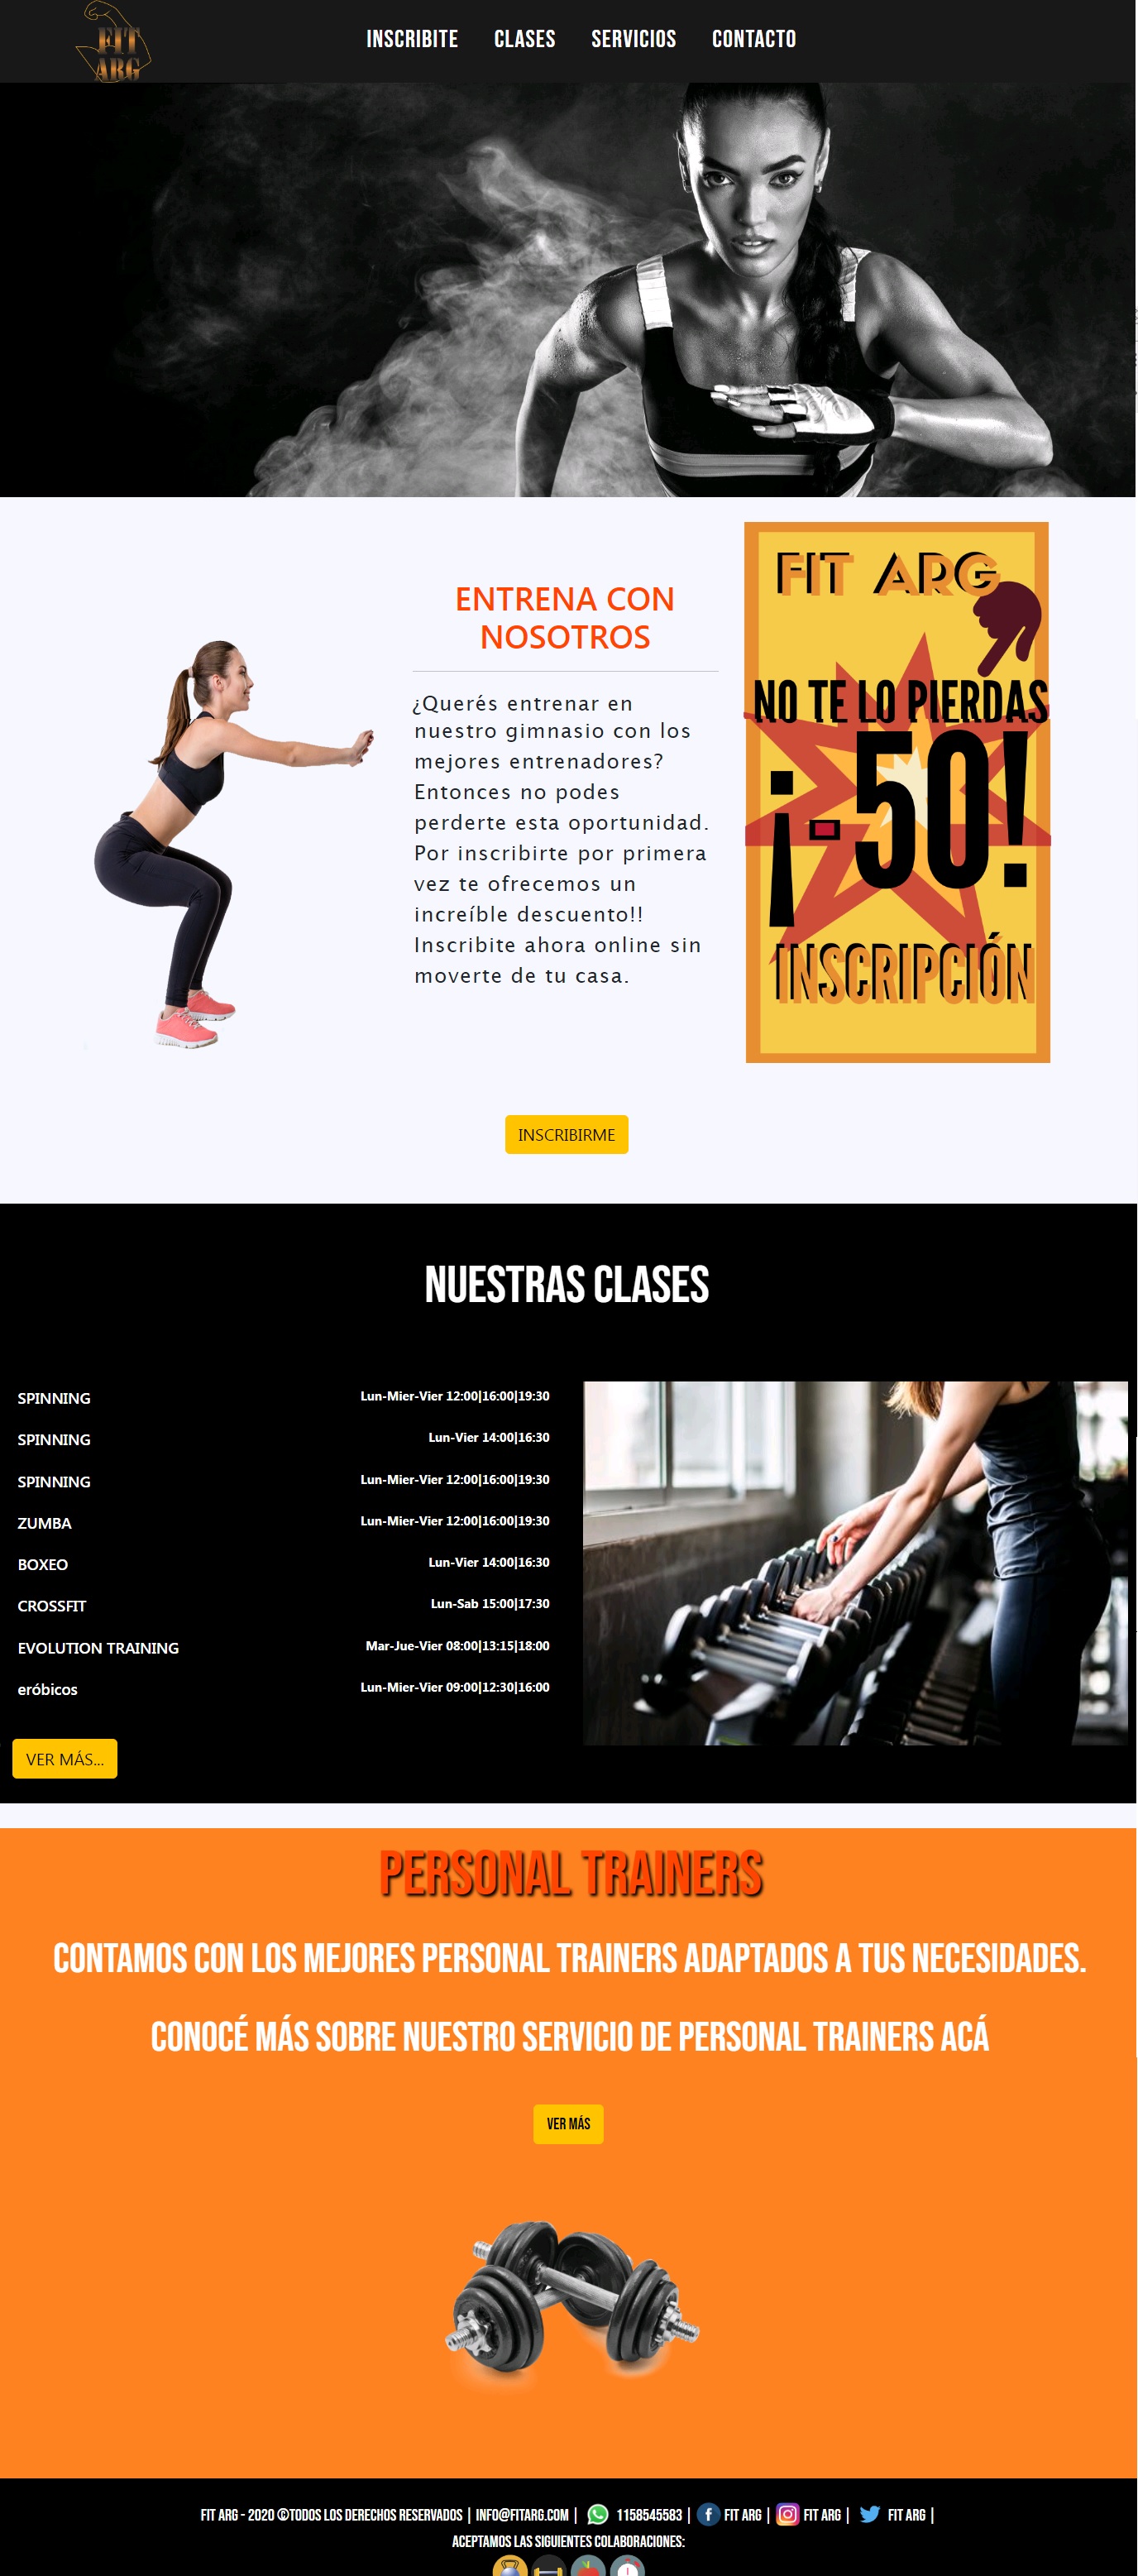 FIT
ARG
INSCRIBITE CLASES SERVICIOS CONTACTO
ENTRENA CON
NOSOTROS
¿Querés entrenar en
nuestro gimnasio con los
mejores entrenadores?
Entonces no podes
perderte esta oportunidad.
Por inscribirte por primera
vez te ofrecemos un
increíble descuento!!
Inscribite ahora online sin
moverte de tu casa.
FIT ARG
NO TE LO PIERDAS
¡-50!
INSCRIPCIÓN
INSCRIBIRME
NUESTRAS CLASES
SPINNING Lun-Mier-Vier 12:00|16:00|19:30
SPINNING Lun-Vier 14:00|16:30
SPINNING Lun-Mier-Vier 12:00|16:00|19:30
ZUMBA Lun-Mier-Vier 12:00|16:00|19:30
BOXEO Lun-Vier 14:00|16:30
CROSSFIT Lun-Sab 15:00|17:30
EVOLUTION TRAINING Mar-Jue-Vier 08:00|13:15|18:00
eróbicos Lun-Mier-Vier 09:00|12:30|16:00
VER MÁS...
PERSONAL TRAINERS
CONTAMOS CON LOS MEJORES PERSONAL TRAINERS ADAPTADOS A TUS NECESIDADES.
CONOCÉ MÁS SOBRE NUESTRO SERVICIO DE PERSONAL TRAINERS ACÁ
VER MÁS
FIT ARG - 2020 ©TODOS LOS DERECHOS RESERVADOS | INFO@FITARG.COM | 1158545583 | FIT ARG | FIT ARG | FIT ARG |
ACEPTAMOS LAS SIGUIENTES COLABORACIONES: